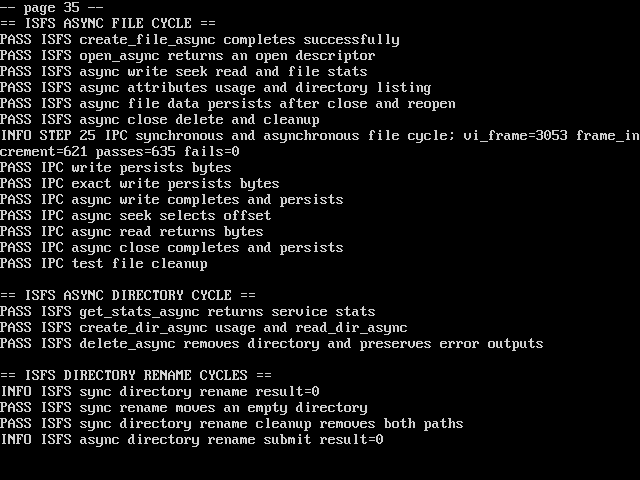 -- page 35 --
== ISFS ASYNC FILE CYCLE ==
PASS ISFS create_file_async completes successfully
PASS ISFS open_async returns an open descriptor
PASS ISFS async write seek read and file stats
PASS ISFS async attributes usage and directory listing
PASS ISFS async file data persists after close and reopen
PASS ISFS async close delete and cleanup
INFO STEP 25 IPC synchronous and asynchronous file cycle; vi_frame=3053 frame_in
crement=621 passes=635 fails=0
PASS IPC write persists bytes
PASS IPC exact write persists bytes
PASS IPC async write completes and persists
PASS IPC async seek selects offset
PASS IPC async read returns bytes
PASS IPC async close completes and persists
PASS IPC test file cleanup
== ISFS ASYNC DIRECTORY CYCLE ==
PASS ISFS get_stats_async returns service stats
PASS ISFS create_dir_async usage and read_dir_async
PASS ISFS delete_async removes directory and preserves error outputs
== ISFS DIRECTORY RENAME CYCLES ==
INFO ISFS sync directory rename result=0
PASS ISFS sync rename moves an empty directory
PASS ISFS sync directory rename cleanup removes both paths
INFO ISFS async directory rename submit result=0